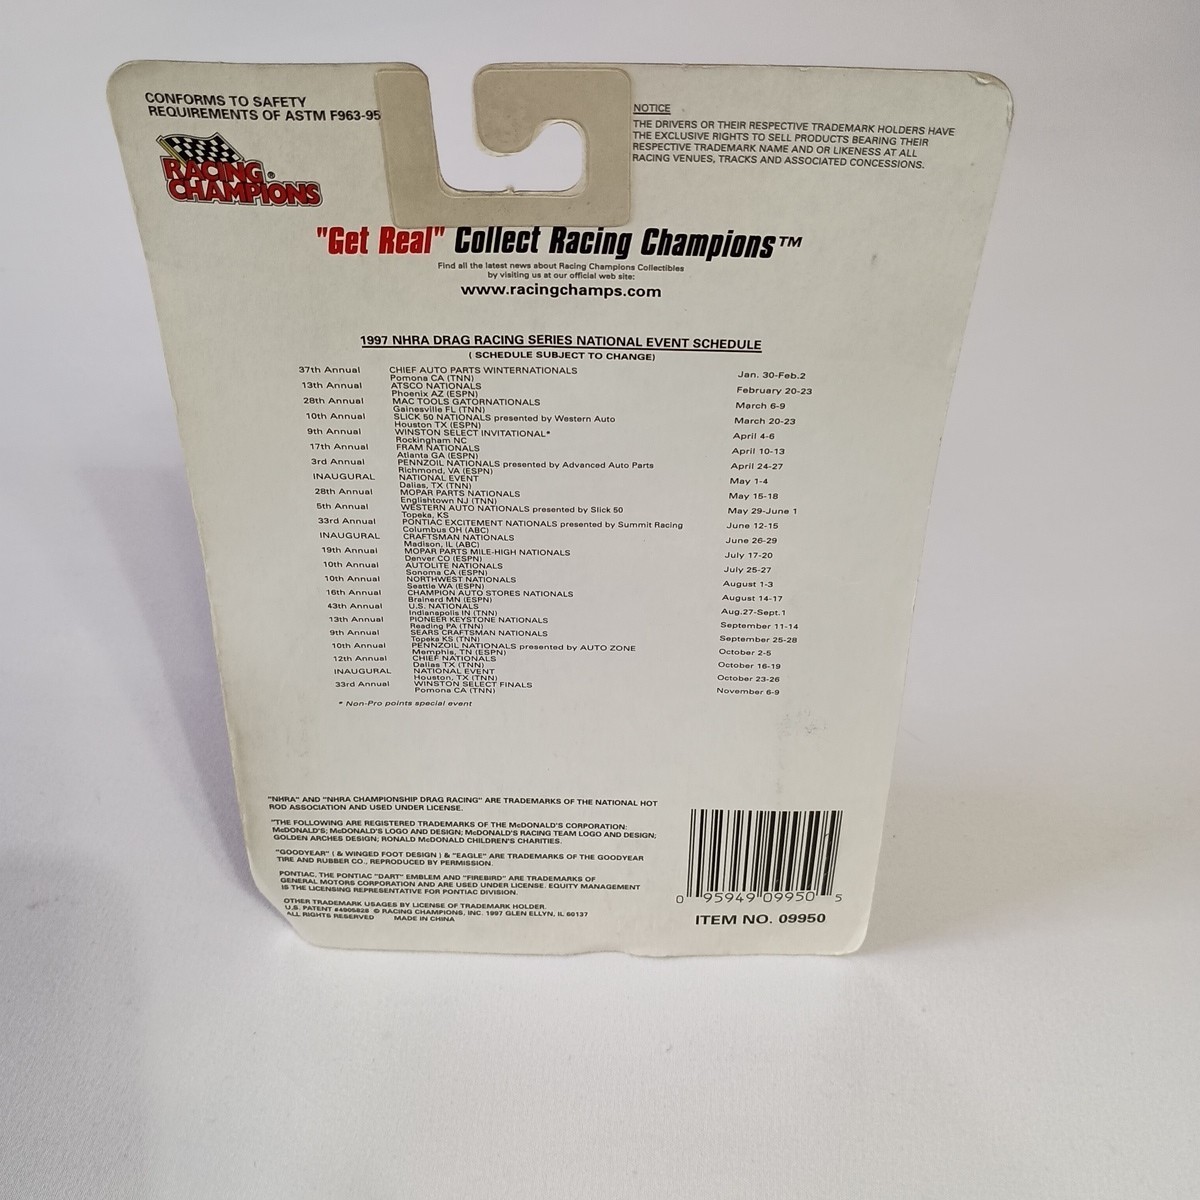 CONFORMS TO SAFETY
REQUIREMENTS OF ASTM F963-95
RACING
CHAMPIONS ®
NOTICE
THE DRIVERS OR THEIR RESPECTIVE TRADEMARK HOLDERS HAVE
THE EXCLUSIVE RIGHTS TO SELL PRODUCTS BEARING THEIR
RESPECTIVE TRADEMARK NAME AND OR LIKENESS AT ALL
RACING VENUES, TRACKS AND ASSOCIATED CONCESSIONS.
"Get Real" Collect Racing Champions™
Find all the latest news about Racing Champions Collectibles
by visiting us at our official web site:
www.racingchamps.com
1997 NHRA DRAG RACING SERIES NATIONAL EVENT SCHEDULE
( SCHEDULE SUBJECT TO CHANGE)
37th Annual CHIEF AUTO PARTS WINTERNATIONALS Jan. 30-Feb.2
Pomona CA (TNN)
13th Annual ATSCO NATIONALS February 20-23
Phoenix AZ (ESPN)
28th Annual MAC TOOLS GATORNATIONALS March 6-9
Gainesville FL (TNN)
10th Annual SLICK 50 NATIONALS presented by Western Auto March 20-23
Houston TX (ESPN)
9th Annual WINSTON SELECT INVITATIONAL* April 4-6
Rockingham NC
17th Annual FRAM NATIONALS April 10-13
Atlanta GA (ESPN)
3rd Annual PENNZOIL NATIONALS presented by Advanced Auto Parts April 24-27
Richmond, VA (ESPN)
INAUGURAL NATIONAL EVENT May 1-4
Dallas, TX (TNN)
28th Annual MOPAR PARTS NATIONALS May 15-18
Englishtown NJ (TNN)
5th Annual WESTERN AUTO NATIONALS presented by Slick 50 May 29-June 1
Topeka, KS
33rd Annual PONTIAC EXCITEMENT NATIONALS presented by Summit Racing June 12-15
Columbus OH (ABC)
INAUGURAL CRAFTSMAN NATIONALS June 26-29
Madison, IL (ABC)
19th Annual MOPAR PARTS MILE-HIGH NATIONALS July 17-20
Denver CO (ESPN)
10th Annual AUTOLITE NATIONALS July 25-27
Sonoma CA (ESPN)
10th Annual NORTHWEST NATIONALS August 1-3
Seattle WA (ESPN)
16th Annual CHAMPION AUTO STORES NATIONALS August 14-17
Brainerd MN (ESPN)
43th Annual U.S. NATIONALS Aug.27-Sept.1
Indianapolis IN (TNN)
13th Annual PIONEER KEYSTONE NATIONALS September 11-14
Reading PA (TNN)
9th Annual SEARS CRAFTSMAN NATIONALS September 25-28
Topeka KS (TNN)
10th Annual PENNZOIL NATIONALS presented by AUTO ZONE October 2-5
Memphis, TN (ESPN)
12th Annual CHIEF NATIONALS October 16-19
Dallas TX (TNN)
INAUGURAL NATIONAL EVENT October 23-26
Houston, TX (TNN)
33rd Annual WINSTON SELECT FINALS November 6-9
Pomona CA (TNN)
* Non-Pro points special event
"NHRA" AND "NHRA CHAMPIONSHIP DRAG RACING" ARE TRADEMARKS OF THE NATIONAL HOT
ROD ASSOCIATION AND USED UNDER LICENSE.
"THE FOLLOWING ARE REGISTERED TRADEMARKS OF THE McDONALD'S CORPORATION:
McDONALD'S; McDONALD'S LOGO AND DESIGN; McDONALD'S RACING TEAM LOGO AND DESIGN;
GOLDEN ARCHES DESIGN; RONALD McDONALD CHILDREN'S CHARITIES.
"GOODYEAR" ( & WINGED FOOT DESIGN ) & "EAGLE" ARE TRADEMARKS OF THE GOODYEAR
TIRE AND RUBBER CO., REPRODUCED BY PERMISSION.
PONTIAC, THE PONTIAC "DART" EMBLEM AND "FIREBIRD" ARE TRADEMARKS OF
GENERAL MOTORS CORPORATION AND ARE USED UNDER LICENSE. EQUITY MANAGEMENT
IS THE LICENSING REPRESENTATIVE FOR PONTIAC DIVISION.
OTHER TRADEMARK USAGES BY LICENSE OF TRADEMARK HOLDER.
U.S. PATENT #4905828 © RACING CHAMPIONS, INC. 1997 GLEN ELLYN, IL 60137
ALL RIGHTS RESERVED MADE IN CHINA
0 95949 09950 5
ITEM NO. 09950